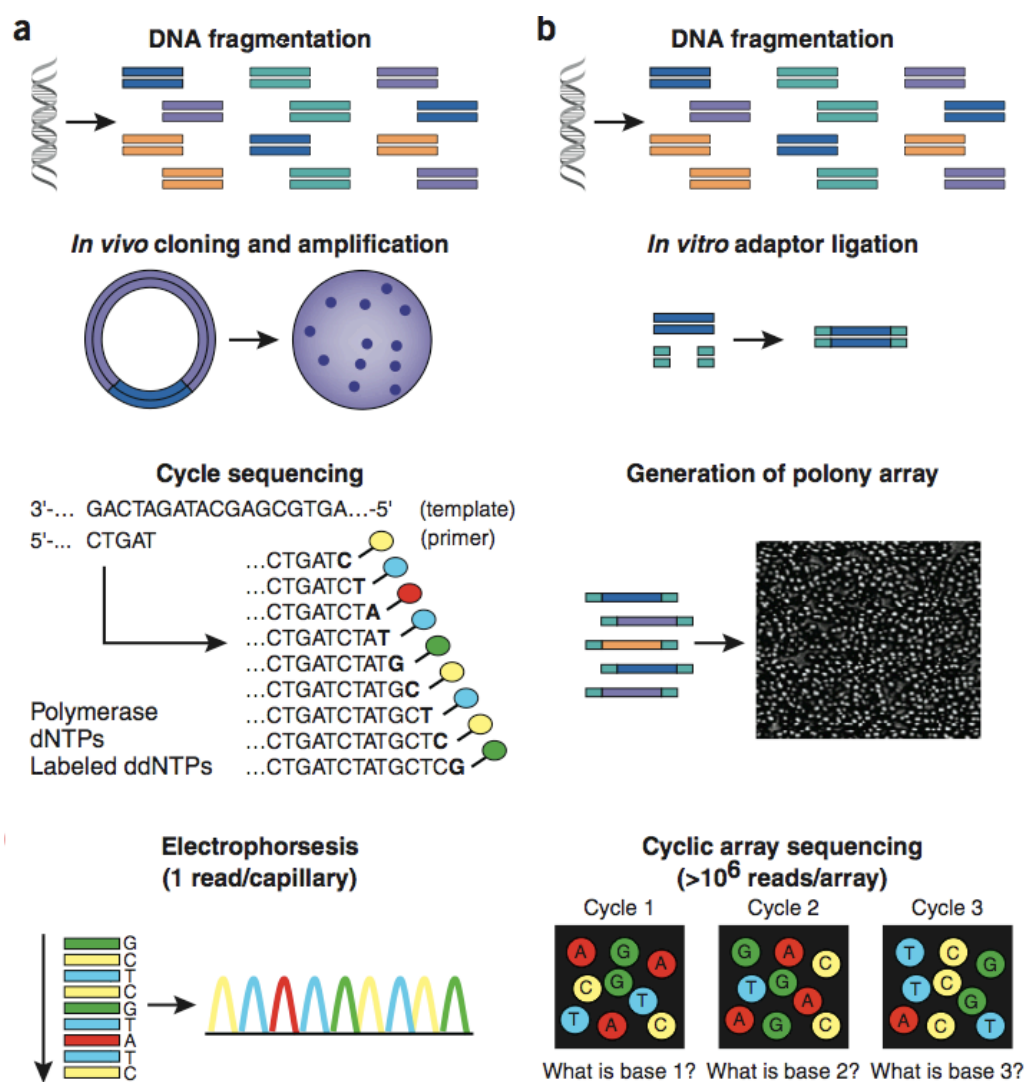 a
DNA fragmentation
In vivo cloning and amplification
Cycle sequencing
3'-... GACTAGATACGAGCGTGA...-5' (template)
5'-... CTGAT (primer)
...CTGATC
...CTGATCT
...CTGATCTA
...CTGATCTAT
...CTGATCTATG
...CTGATCTATGC
...CTGATCTATGCT
...CTGATCTATGCTC
...CTGATCTATGCTCG
Polymerase
dNTPs
Labeled ddNTPs
Electrophorsesis
(1 read/capillary)
G
C
T
C
G
T
A
T
C
b
DNA fragmentation
In vitro adaptor ligation
Generation of polony array
Cyclic array sequencing
(>10⁶ reads/array)
Cycle 1 Cycle 2 Cycle 3
A G A
C G T
T A C
G A C
T G A
A G C
T C G
T C G
A C T
What is base 1? What is base 2? What is base 3?